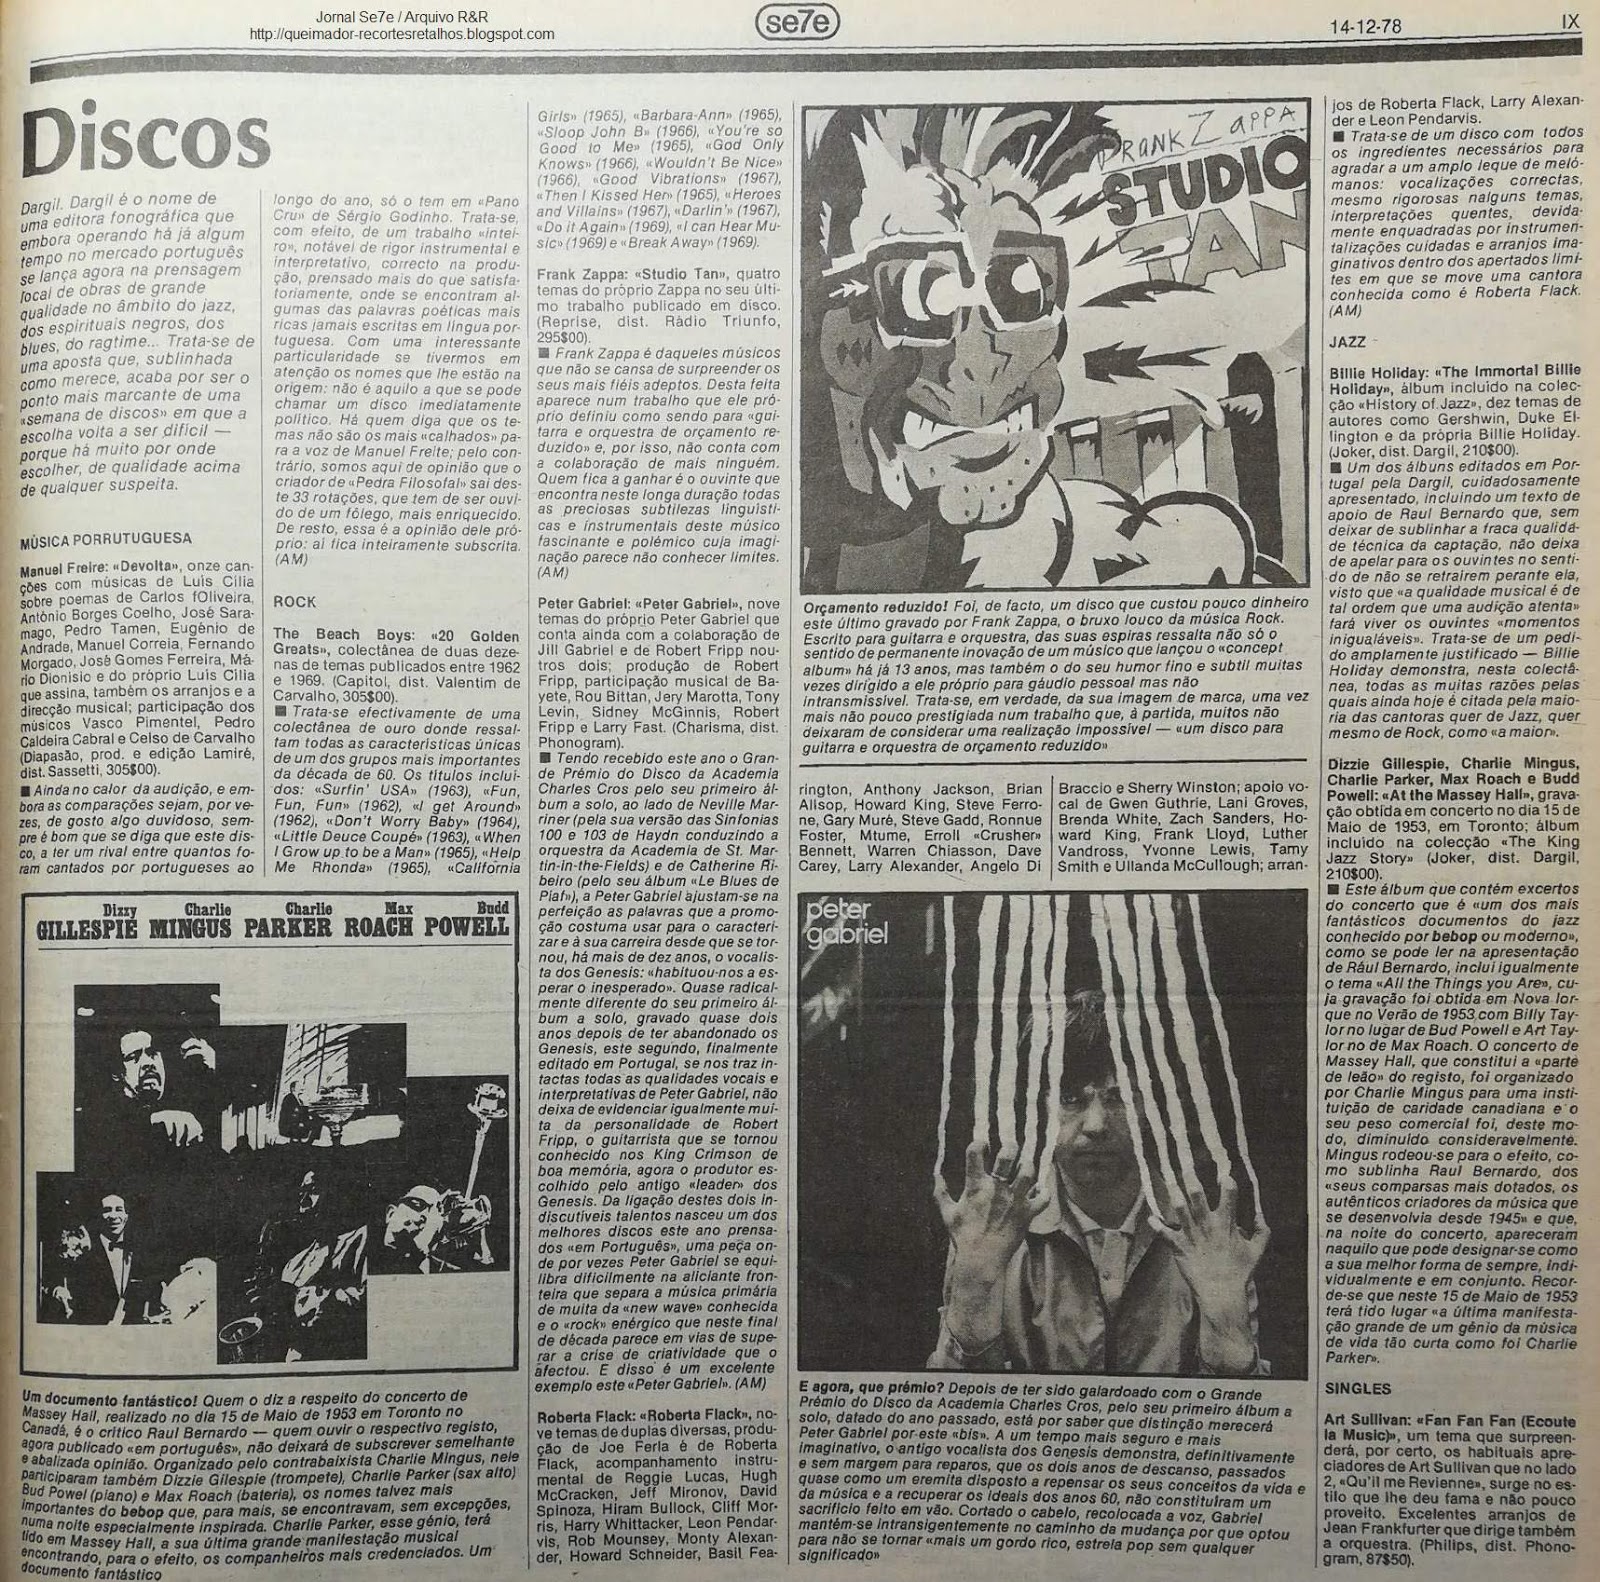 Jornal Se7e / Arquivo R&R
http://queimador-recortesretalhos.blogspot.com
se7e
14-12-78
IX
Discos
Dargil. Dargil é o nome de
uma editora fonográfica que
embora operando há já algum
tempo no mercado português
se lança agora na prensagem
local de obras de grande
qualidade no âmbito do jazz,
dos espirituais negros, dos
blues, do ragtime... Trata-se de
uma aposta que, sublinhada
como merece, acaba por ser o
ponto mais marcante de uma
«semana de discos» em que a
escolha volta a ser difícil —
porque há muito por onde
escolher, de qualidade acima
de qualquer suspeita.
MÚSICA PORRUTUGUESA
Manuel Freire: «Devolta», onze can-
ções com músicas de Luís Cília
sobre poemas de Carlos fOliveira,
António Borges Coelho, José Sara-
mago, Pedro Tamen, Eugénio de
Andrade, Manuel Correia, Fernando
Morgado, José Gomes Ferreira, Má-
rio Dionísio e do próprio Luís Cília
que assina, também os arranjos e a
direcção musical; participação dos
músicos Vasco Pimentel, Pedro
Caldeira Cabral e Celso de Carvalho
(Diapasão, prod. e edição Lamiré,
dist. Sassetti, 305$00).
■ Ainda no calor da audição, e em-
bora as comparações sejam, por ve-
zes, de gosto algo duvidoso, sem-
pre é bom que se diga que este dis-
co, a ter um rival entre quantos fo-
ram cantados por portugueses ao
longo do ano, só o tem em «Pano
Cru» de Sérgio Godinho. Trata-se,
com efeito, de um trabalho «intei-
ro», notável de rigor instrumental e
interpretativo, correcto na produ-
ção, prensado mais do que satisfa-
toriamente, onde se encontram al-
gumas das palavras poéticas mais
ricas jamais escritas em língua por-
tuguesa. Com uma interessante
particularidade se tivermos em
atenção os nomes que lhe estão na
origem: não é aquilo a que se pode
chamar um disco imediatamente
político. Há quem diga que os te-
mas não são os mais «calhados» pa-
ra a voz de Manuel Freite; pelo con-
trário, somos aqui de opinião que o
criador de «Pedra Filosofal» sai des-
te 33 rotações, que tem de ser ouvi-
do de um fôlego, mais enriquecido.
De resto, essa é a opinião dele pró-
prio: aí fica inteiramente subscrita.
(AM)
ROCK
The Beach Boys: «20 Golden
Greats», colectânea de duas deze-
nas de temas publicados entre 1962
e 1969. (Capitol, dist. Valentim de
Carvalho, 305$00).
■ Trata-se efectivamente de uma
colectânea de ouro donde ressal-
tam todas as características únicas
de um dos grupos mais importantes
da década de 60. Os títulos incluí-
dos: «Surfin' USA» (1963), «Fun,
Fun, Fun» (1962), «I get Around»
(1962), «Don't Worry Baby» (1964),
«Little Deuce Coupé» (1963), «When
I Grow up to be a Man» (1965), «Help
Me Rhonda» (1965), «California
Girls» (1965), «Barbara-Ann» (1965),
«Sloop John B» (1966), «You're so
Good to Me» (1965), «God Only
Knows» (1966), «Wouldn't Be Nice»
(1966), «Good Vibrations» (1967),
«Then I Kissed Her» (1965), «Heroes
and Villains» (1967), «Darlin'» (1967),
«Do it Again» (1969), «I can Hear Mu-
sic» (1969) e «Break Away» (1969).
Frank Zappa: «Studio Tan», quatro
temas do próprio Zappa no seu últi-
mo trabalho publicado em disco.
(Reprise, dist. Rádio Triunfo,
295$00).
■ Frank Zappa é daqueles músicos
que não se cansa de surpreender os
seus mais fiéis adeptos. Desta feita
aparece num trabalho que ele pró-
prio definiu como sendo para «gui-
tarra e orquestra de orçamento re-
duzido» e, por isso, não conta com
a colaboração de mais ninguém.
Quem fica a ganhar é o ouvinte que
encontra neste longa duração todas
as preciosas subtilezas linguísti-
cas e instrumentais deste músico
fascinante e polémico cuja imagi-
nação parece não conhecer limites.
(AM)
Peter Gabriel: «Peter Gabriel», nove
temas do próprio Peter Gabriel que
conta ainda com a colaboração de
Jill Gabriel e de Robert Fripp nou-
tros dois; produção de Robert
Fripp, participação musical de Ba-
yete, Rou Bittan, Jery Marotta, Tony
Levin, Sidney McGinnis, Robert
Fripp e Larry Fast. (Charisma, dist.
Phonogram).
■ Tendo recebido este ano o Gran-
de Prémio do Disco da Academia
Charles Cros pelo seu primeiro ál-
bum a solo, ao lado de Neville Mar-
riner (pela sua versão das Sinfonias
100 e 103 de Haydn conduzindo a
orquestra da Academia de St. Mar-
tin-in-the-Fields) e de Catherine Ri-
beiro (pelo seu álbum «Le Blues de
Piaf»), a Peter Gabriel ajustam-se na
perfeição as palavras que a promo-
ção costuma usar para o caracteri-
zar e à sua carreira desde que se tor-
nou, há mais de dez anos, o vocalis-
ta dos Genesis: «habituou-nos a es-
perar o inesperado». Quase radical-
mente diferente do seu primeiro ál-
bum a solo, gravado quase dois
anos depois de ter abandonado os
Genesis, este segundo, finalmente
editado em Portugal, se nos traz in-
tactas todas as qualidades vocais e
interpretativas de Peter Gabriel, não
deixa de evidenciar igualmente mui-
ta da personalidade de Robert
Fripp, o guitarrista que se tornou
conhecido nos King Crimson de
boa memória, agora o produtor es-
colhido pelo antigo «leader» dos
Genesis. Da ligação destes dois in-
discutíveis talentos nasceu um dos
melhores discos este ano prensa-
dos «em Português», uma peça on-
de por vezes Peter Gabriel se equi-
libra dificilmente na aliciante fron-
teira que separa a música primária
de muita da «new wave» conhecida
e o «rock» enérgico que neste final
de década parece em vias de supe-
rar a crise de criatividade que o
afectou. E disso é um excelente
exemplo este «Peter Gabriel». (AM)
Roberta Flack: «Roberta Flack», no-
ve temas de duplas diversas, produ-
ção de Joe Ferla e de Roberta
Flack, acompanhamento instru-
mental de Reggie Lucas, Hugh
McCracken, Jeff Mironov, David
Spinoza, Hiram Bullock, Cliff Mor-
ris, Harry Whittacker, Leon Pendar-
vis, Rob Mounsey, Monty Alexan-
der, Howard Schneider, Basil Fea-
rington, Anthony Jackson, Brian
Allsop, Howard King, Steve Ferro-
ne, Gary Muré, Steve Gadd, Ronnue
Foster, Mtume, Erroll «Crusher»
Bennett, Warren Chiasson, Dave
Carey, Larry Alexander, Angelo Di
Braccio e Sherry Winston; apoio vo-
cal de Gwen Guthrie, Lani Groves,
Brenda White, Zach Sanders, Ho-
ward King, Frank Lloyd, Luther
Vandross, Yvonne Lewis, Tamy
Smith e Ullanda McCullough; arran-
jos de Roberta Flack, Larry Alexan-
der e Leon Pendarvis.
■ Trata-se de um disco com todos
os ingredientes necessários para
agradar a um amplo leque de meló-
manos: vocalizações correctas,
mesmo rigorosas nalguns temas,
interpretações quentes, devida-
mente enquadradas por instrumen-
talizações cuidadas e arranjos ima-
ginativos dentro dos apertados limi-
tes em que se move uma cantora
conhecida como é Roberta Flack.
(AM)
JAZZ
Billie Holiday: «The Immortal Billie
Holiday», álbum incluído na colec-
ção «History of Jazz», dez temas de
autores como Gershwin, Duke El-
lington e da própria Billie Holiday.
(Joker, dist. Dargil, 210$00).
■ Um dos álbuns editados em Por-
tugal pela Dargil, cuidadosamente
apresentado, incluindo um texto de
apoio de Raul Bernardo que, sem
deixar de sublinhar a fraca qualida-
de técnica da captação, não deixa
de apelar para os ouvintes no senti-
do de não se retrairem perante ela,
visto que «a qualidade musical é de
tal ordem que uma audição atenta»
fará viver os ouvintes «momentos
inigualáveis». Trata-se de um pedi-
do amplamente justificado — Billie
Holiday demonstra, nesta colectâ-
nea, todas as muitas razões pelas
quais ainda hoje é citada pela maio-
ria das cantoras quer de Jazz, quer
mesmo de Rock, como «a maior».
Dizzie Gillespie, Charlie Mingus,
Charlie Parker, Max Roach e Budd
Powell: «At the Massey Hall», grava-
ção obtida em concerto no dia 15 de
Maio de 1953, em Toronto; álbum
incluído na colecção «The King
Jazz Story» (Joker, dist. Dargil,
210$00).
■ Este álbum que contém excertos
do concerto que é «um dos mais
fantásticos documentos do jazz
conhecido por bebop ou moderno»,
como se pode ler na apresentação
de Rául Bernardo, inclui igualmente
o tema «All the Things you Are», cu-
ja gravação foi obtida em Nova Ior-
que no Verão de 1953 com Billy Tay-
lor no lugar de Bud Powell e Art Tay-
lor no de Max Roach. O concerto de
Massey Hall, que constitui a «parte
de leão» do registo, foi organizado
por Charlie Mingus para uma insti-
tuição de caridade canadiana e o
seu peso comercial foi, deste mo-
do, diminuído consideravelmente.
Mingus rodeou-se para o efeito, co-
mo sublinha Raul Bernardo, dos
«seus comparsas mais dotados, os
autênticos criadores da música que
se desenvolvia desde 1945» e que,
na noite do concerto, apareceram
naquilo que pode designar-se como
a sua melhor forma de sempre, indi-
vidualmente e em conjunto. Recor-
de-se que neste 15 de Maio de 1953
terá tido lugar «a última manifesta-
ção grande de um génio da música
de vida tão curta como foi Charlie
Parker».
SINGLES
Art Sullivan: «Fan Fan Fan (Ecoute
la Music)», um tema que surpreen-
derá, por certo, os habituais apre-
ciadores de Art Sullivan que no lado
2, «Qu'il me Revienne», surge no es-
tilo que lhe deu fama e não pouco
proveito. Excelentes arranjos de
Jean Frankfurter que dirige também
a orquestra. (Philips, dist. Phono-
gram, 87$50).
FRANK ZAPPA
STUDIO
TAN
Orçamento reduzido! Foi, de facto, um disco que custou pouco dinheiro
este último gravado por Frank Zappa, o bruxo louco da música Rock.
Escrito para guitarra e orquestra, das suas espiras ressalta não só o
sentido de permanente inovação de um músico que lançou o «concept
album» há já 13 anos, mas também o do seu humor fino e subtil muitas
vezes dirigido a ele próprio para gáudio pessoal mas não
intransmissível. Trata-se, em verdade, da sua imagem de marca, uma vez
mais não pouco prestigiada num trabalho que, à partida, muitos não
deixaram de considerar uma realização impossível — «um disco para
guitarra e orquestra de orçamento reduzido»
Dizzy Charlie Charlie Max Budd
GILLESPIE MINGUS PARKER ROACH POWELL
Um documento fantástico! Quem o diz a respeito do concerto de
Massey Hall, realizado no dia 15 de Maio de 1953 em Toronto no
Canadá, é o crítico Raul Bernardo — quem ouvir o respectivo registo,
agora publicado «em português», não deixará de subscrever semelhante
e abalizada opinião. Organizado pelo contrabaixista Charlie Mingus, nele
participaram também Dizzie Gillespie (trompete), Charlie Parker (sax alto)
Bud Powel (piano) e Max Roach (bateria), os nomes talvez mais
importantes do bebop que, para mais, se encontravam, sem excepções,
numa noite especialmente inspirada. Charlie Parker, esse génio, terá
tido em Massey Hall, a sua última grande manifestação musical
encontrando, para o efeito, os companheiros mais credenciados. Um
documento fantástico
peter
gabriel
E agora, que prémio? Depois de ter sido galardoado com o Grande
Prémio do Disco da Academia Charles Cros, pelo seu primeiro álbum a
solo, datado do ano passado, está por saber que distinção merecerá
Peter Gabriel por este «bis». A um tempo mais seguro e mais
imaginativo, o antigo vocalista dos Genesis demonstra, definitivamente
e sem margem para reparos, que os dois anos de descanso, passados
quase como um eremita disposto a repensar os seus conceitos da vida e
da música e a recuperar os ideais dos anos 60, não constituíram um
sacrifício feito em vão. Cortado o cabelo, recolocada a voz, Gabriel
mantém-se intransigentemente no caminho da mudança por que optou
para não se tornar «mais um gordo rico, estrela pop sem qualquer
significado»